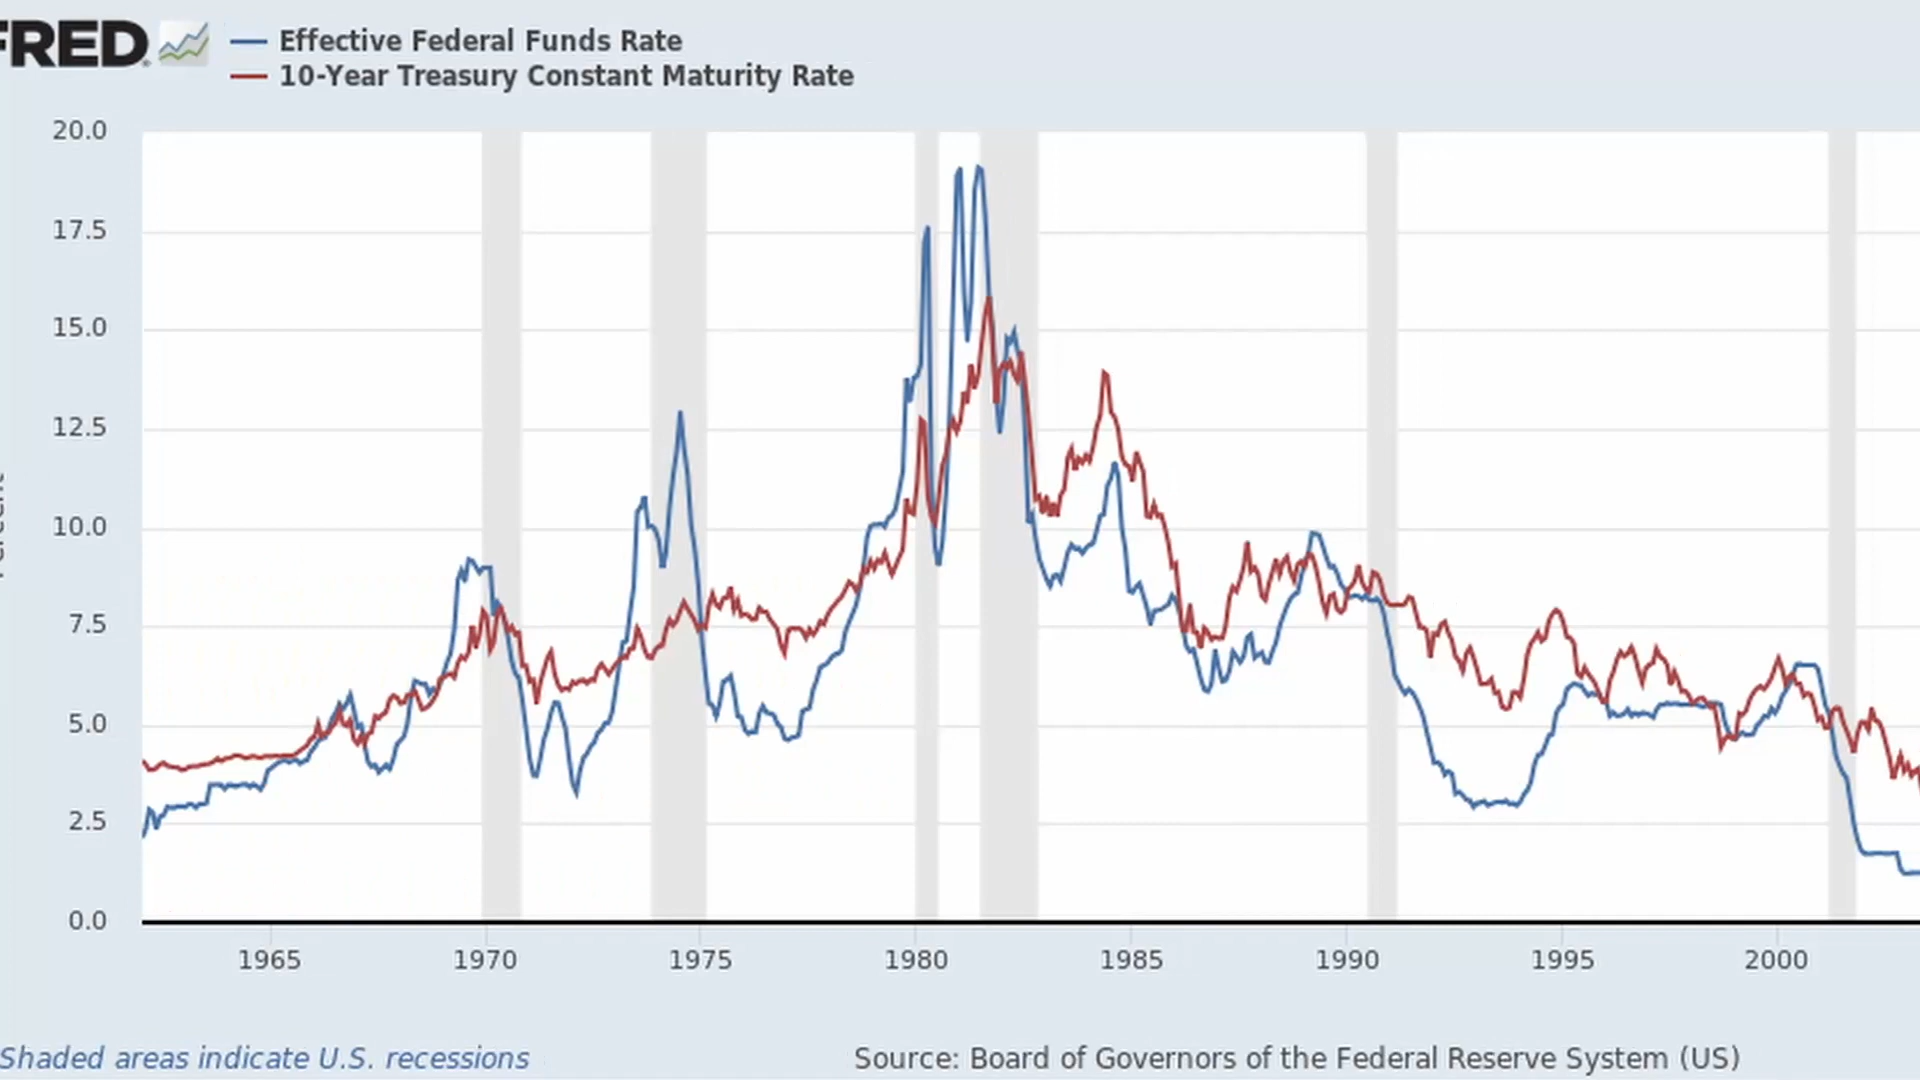 FRED
Effective Federal Funds Rate
10-Year Treasury Constant Maturity Rate
20.0
17.5
15.0
12.5
10.0
7.5
5.0
2.5
0.0
1965 1970 1975 1980 1985 1990 1995 2000
Shaded areas indicate U.S. recessions
Source: Board of Governors of the Federal Reserve System (US)